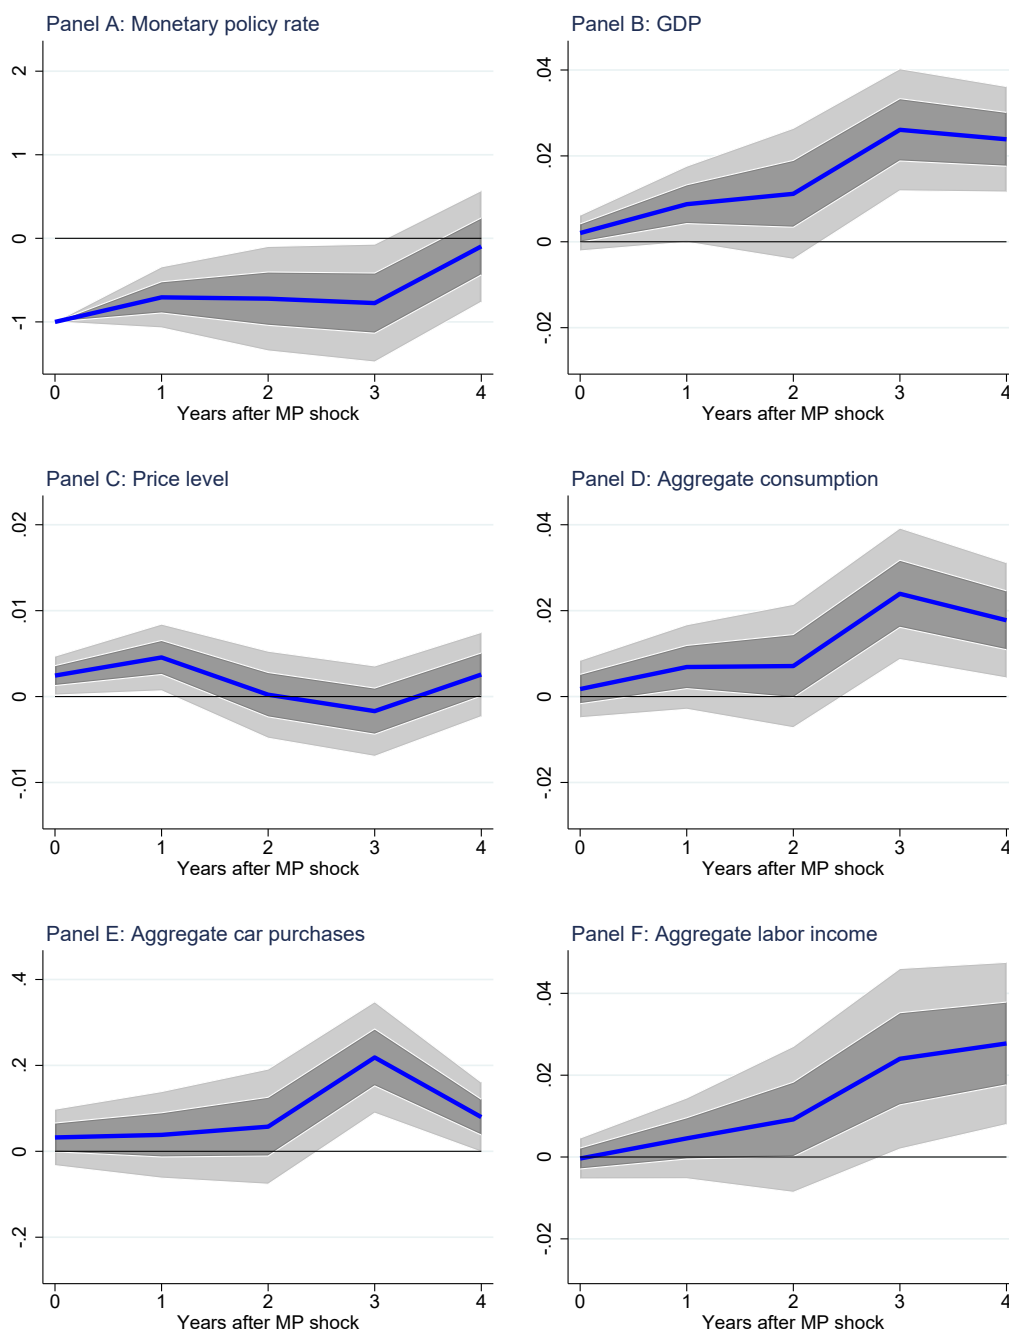 Panel A: Monetary policy rate
2
1
0
-1
0 1 2 3 4
Years after MP shock
Panel B: GDP
.04
.02
0
-.02
0 1 2 3 4
Years after MP shock
Panel C: Price level
.02
.01
0
-.01
0 1 2 3 4
Years after MP shock
Panel D: Aggregate consumption
.04
.02
0
-.02
0 1 2 3 4
Years after MP shock
Panel E: Aggregate car purchases
.4
.2
0
-.2
0 1 2 3 4
Years after MP shock
Panel F: Aggregate labor income
.04
.02
0
-.02
0 1 2 3 4
Years after MP shock